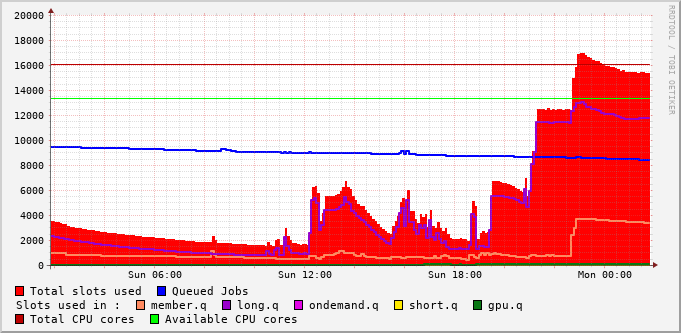 20000
18000
16000
14000
12000
10000
8000
6000
4000
2000
0
Sun 06:00 Sun 12:00 Sun 18:00 Mon 00:00
RRDTOOL / TOBI OETIKER
Total slots used Queued Jobs
Slots used in : member.q long.q ondemand.q short.q gpu.q
Total CPU cores Available CPU cores